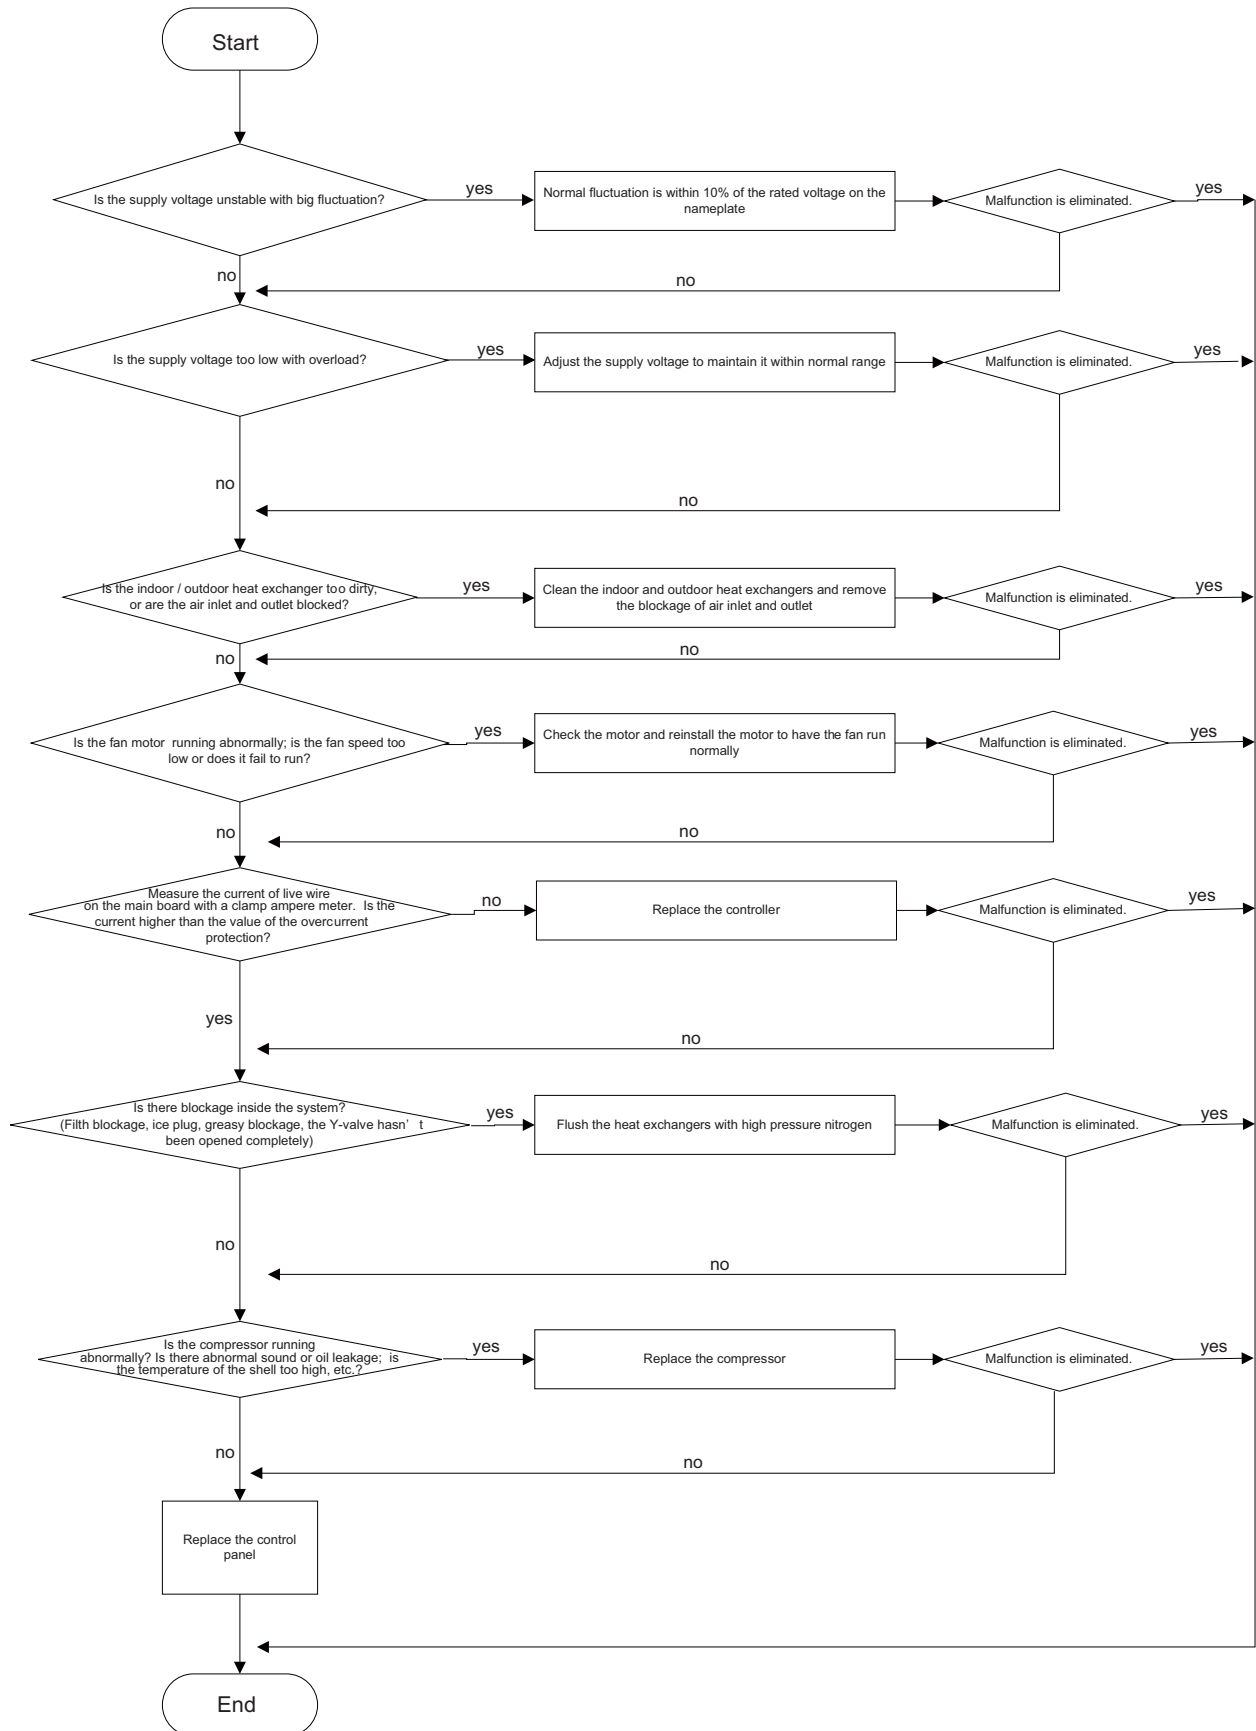 Start
Is the supply voltage unstable with big fluctuation?
yes
Normal fluctuation is within 10% of the rated voltage on the
nameplate
Malfunction is eliminated.
yes
no
no
Is the supply voltage too low with overload?
yes
Adjust the supply voltage to maintain it within normal range
Malfunction is eliminated.
yes
no
no
Is the indoor / outdoor heat exchanger too dirty,
or are the air inlet and outlet blocked?
yes
Clean the indoor and outdoor heat exchangers and remove
the blockage of air inlet and outlet
Malfunction is eliminated.
yes
no
no
Is the fan motor running abnormally; is the fan speed too
low or does it fail to run?
yes
Check the motor and reinstall the motor to have the fan run
normally
Malfunction is eliminated.
yes
no
no
Measure the current of live wire
on the main board with a clamp ampere meter. Is the
current higher than the value of the overcurrent
protection?
no
Replace the controller
Malfunction is eliminated.
yes
yes
no
Is there blockage inside the system?
(Filth blockage, ice plug, greasy blockage, the Y-valve hasn' t
been opened completely)
yes
Flush the heat exchangers with high pressure nitrogen
Malfunction is eliminated.
yes
no
no
Is the compressor running
abnormally? Is there abnormal sound or oil leakage; is
the temperature of the shell too high, etc.?
yes
Replace the compressor
Malfunction is eliminated.
yes
no
no
Replace the control
panel
End